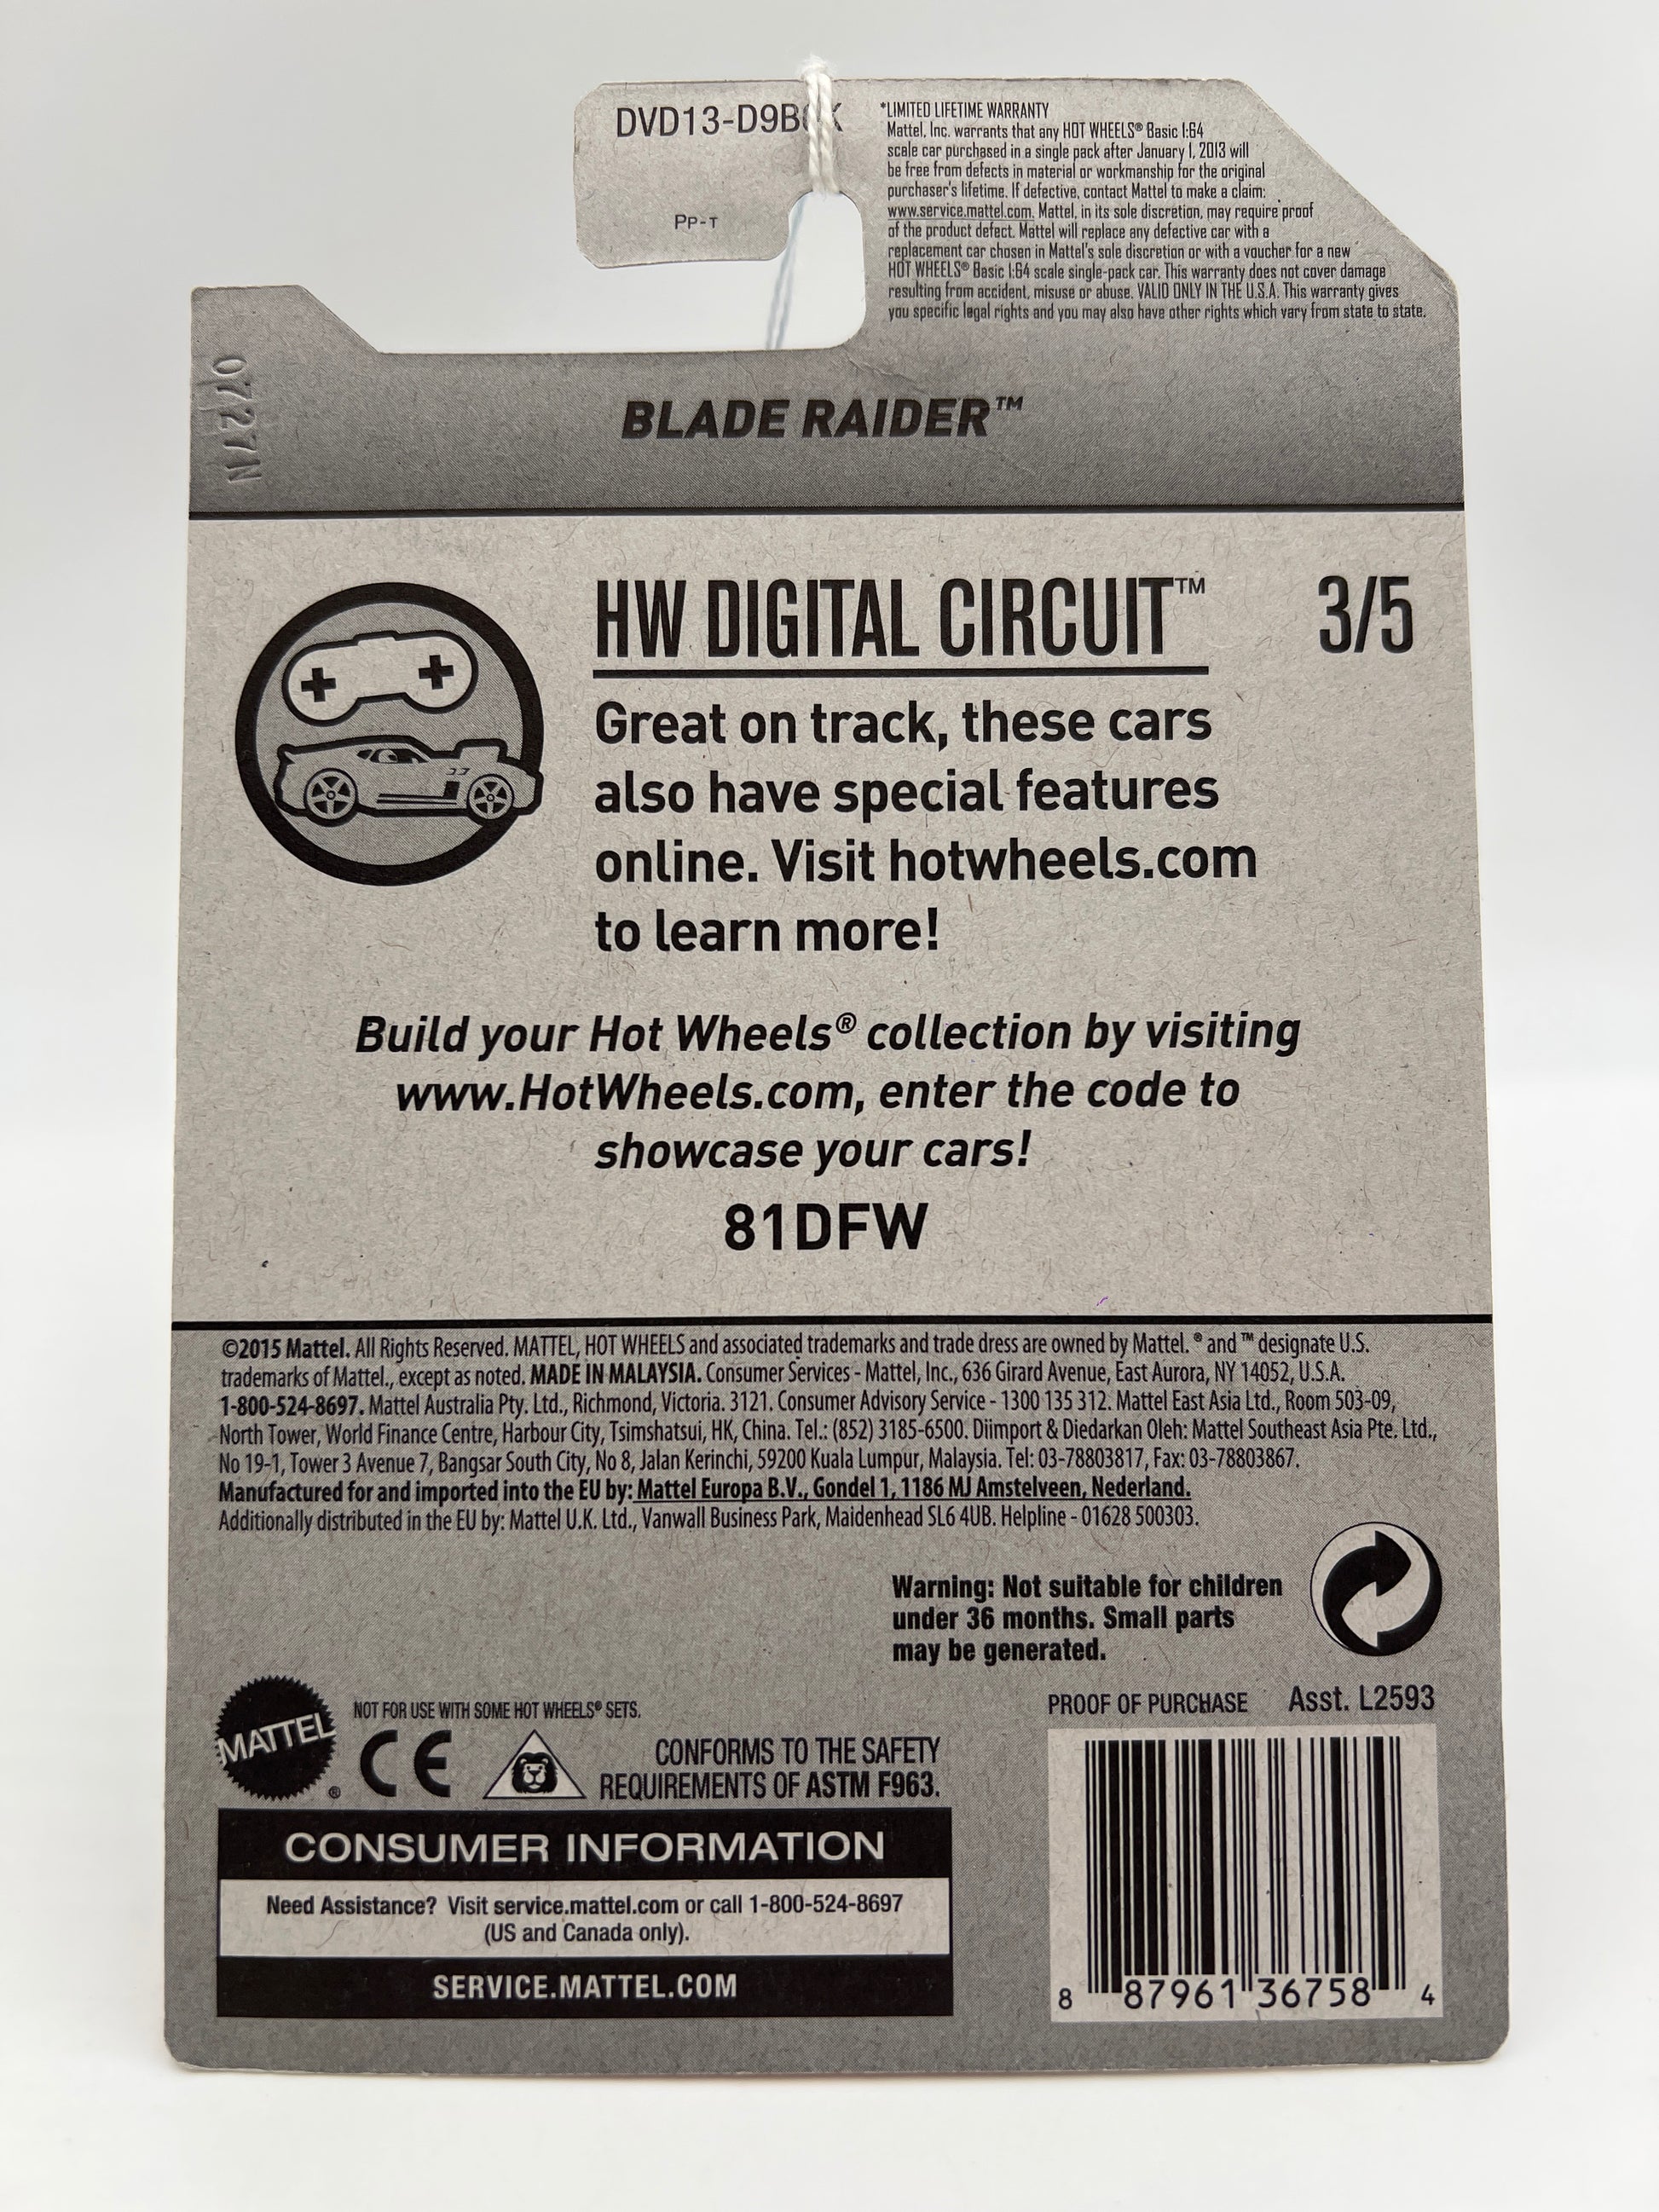 DVD13-D9B
PP-T
*LIMITED LIFETIME WARRANTY
Mattel, Inc. warrants that any HOT WHEELS® Basic 1:64
scale car purchased in a single pack after January 1, 2013 will
be free from defects in material or workmanship for the original
purchaser's lifetime. If defective, contact Mattel to make a claim:
www.service.mattel.com. Mattel, in its sole discretion, may require proof
of the product defect. Mattel will replace any defective car with a
replacement car chosen in Mattel's sole discretion or with a voucher for a new
HOT WHEELS® Basic 1:64 scale single-pack car. This warranty does not cover damage
resulting from accident, misuse or abuse. VALID ONLY IN THE U.S.A. This warranty gives
you specific legal rights and you may also have other rights which vary from state to state.
0727N
BLADE RAIDER™
HW DIGITAL CIRCUIT™ 3/5
Great on track, these cars
also have special features
online. Visit hotwheels.com
to learn more!
Build your Hot Wheels® collection by visiting
www.HotWheels.com, enter the code to
showcase your cars!
81DFW
©2015 Mattel. All Rights Reserved. MATTEL, HOT WHEELS and associated trademarks and trade dress are owned by Mattel. ® and ™ designate U.S.
trademarks of Mattel., except as noted. MADE IN MALAYSIA. Consumer Services - Mattel, Inc., 636 Girard Avenue, East Aurora, NY 14052, U.S.A.
1-800-524-8697. Mattel Australia Pty. Ltd., Richmond, Victoria. 3121. Consumer Advisory Service - 1300 135 312. Mattel East Asia Ltd., Room 503-09,
North Tower, World Finance Centre, Harbour City, Tsimshatsui, HK, China. Tel.: (852) 3185-6500. Diimport & Diedarkan Oleh: Mattel Southeast Asia Pte. Ltd.,
No 19-1, Tower 3 Avenue 7, Bangsar South City, No 8, Jalan Kerinchi, 59200 Kuala Lumpur, Malaysia. Tel: 03-78803817, Fax: 03-78803867.
Manufactured for and imported into the EU by: Mattel Europa B.V., Gondel 1, 1186 MJ Amstelveen, Nederland.
Additionally distributed in the EU by: Mattel U.K. Ltd., Vanwall Business Park, Maidenhead SL6 4UB. Helpline - 01628 500303.
Warning: Not suitable for children
under 36 months. Small parts
may be generated.
MATTEL®
NOT FOR USE WITH SOME HOT WHEELS® SETS.
CE
CONFORMS TO THE SAFETY
REQUIREMENTS OF ASTM F963.
PROOF OF PURCHASE Asst. L2593
CONSUMER INFORMATION
Need Assistance? Visit service.mattel.com or call 1-800-524-8697
(US and Canada only).
SERVICE.MATTEL.COM
8 87961 36758 4